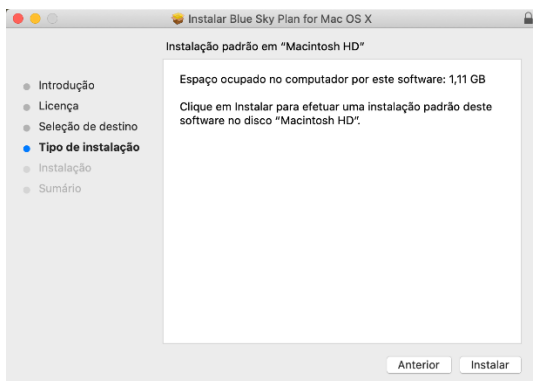 Instalar Blue Sky Plan for Mac OS X
Instalação padrão em “Macintosh HD”
Introdução
Licença
Seleção de destino
Tipo de instalação
Instalação
Sumário
Espaço ocupado no computador por este software: 1,11 GB
Clique em Instalar para efetuar uma instalação padrão deste
software no disco “Macintosh HD”.
Anterior
Instalar